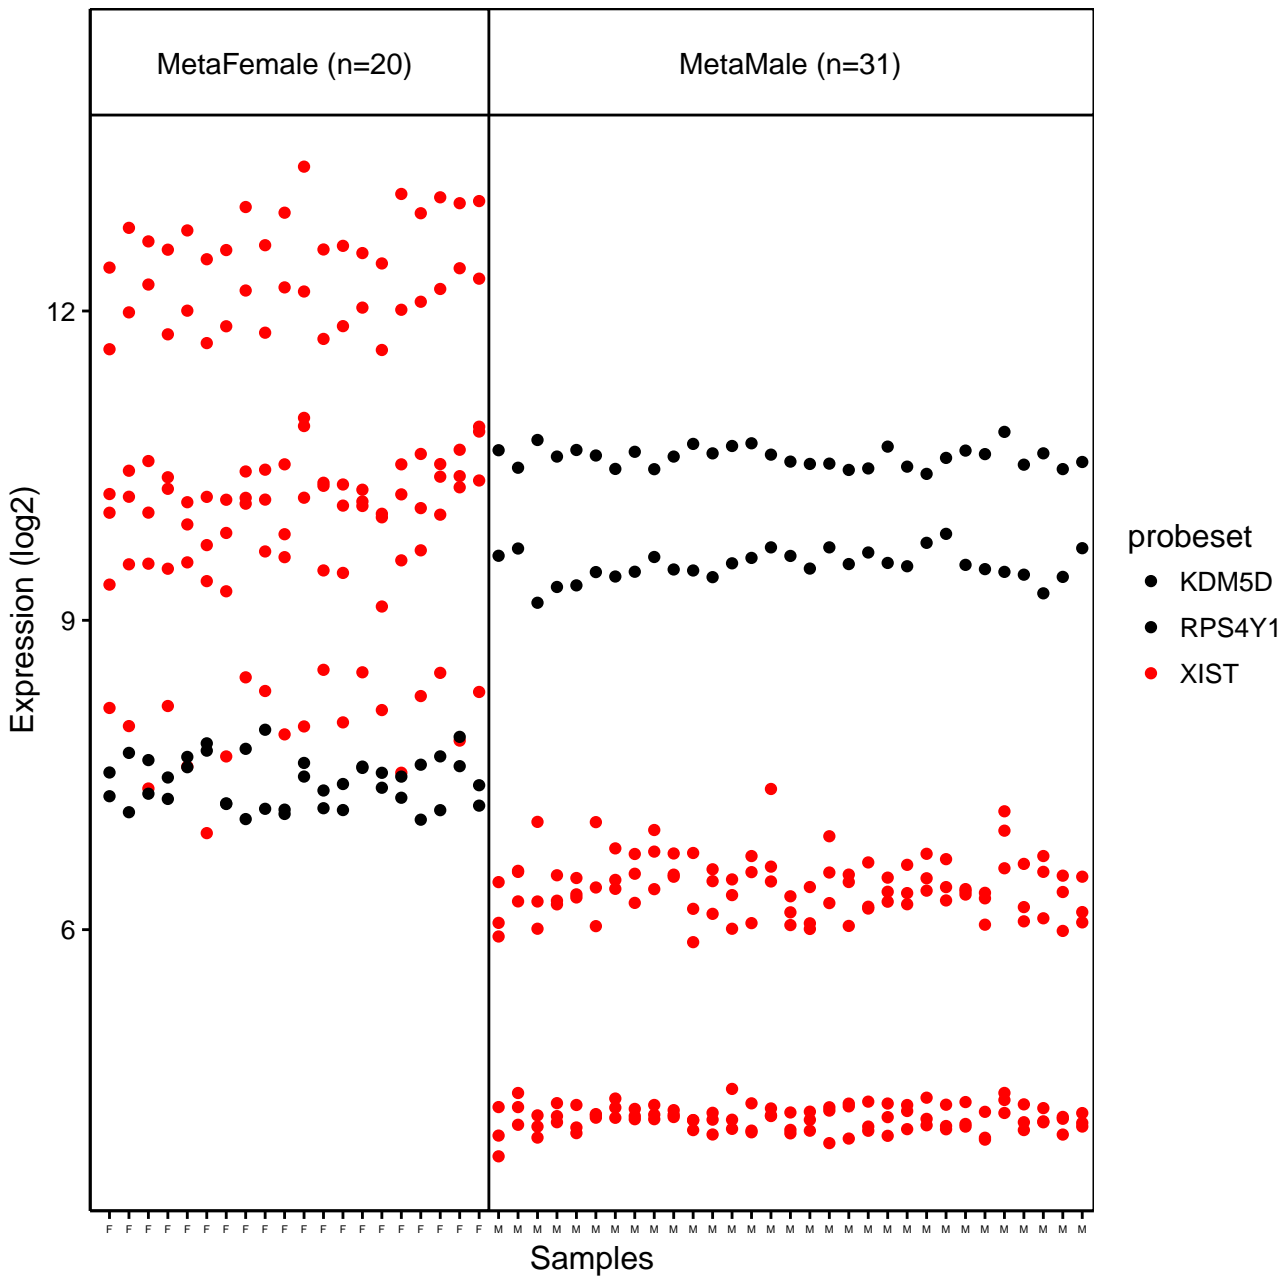 MetaFemale (n=20) MetaMale (n=31)
Expression (log2)
12
9
6
F F F F F F F F F F F F F F F F F F F F M M M M M M M M M M M M M M M M M M M M M M M M M M M M M M M
Samples
probeset
KDM5D
RPS4Y1
XIST